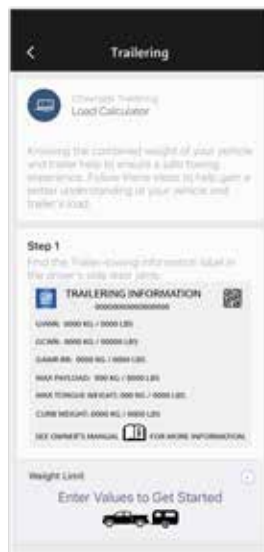 Trailering
Chevrolet Trailering
Load Calculator
Knowing the combined weight of your vehicle
and trailer help to ensure a safe towing
experience. Follow these steps to help gain a
better understanding of your vehicle and
trailer's load.
Step 1
Find the Trailer-towing information label in
the driver's side door jamb.
TRAILERING INFORMATION
GVWR: 0000 KG / 0000 LBS
GCWR: 0000 KG / 00000 LBS
GAWR RR: 0000 KG / 0000 LBS
MAX PAYLOAD: 000 KG / 0000 LBS
MAX TONGUE WEIGHT: 000 KG / 0000 LBS
CURB WEIGHT: 0000 KG / 0000 LBS
SEE OWNER'S MANUAL FOR MORE INFORMATION
Weight Limit
Enter Values to Get Started